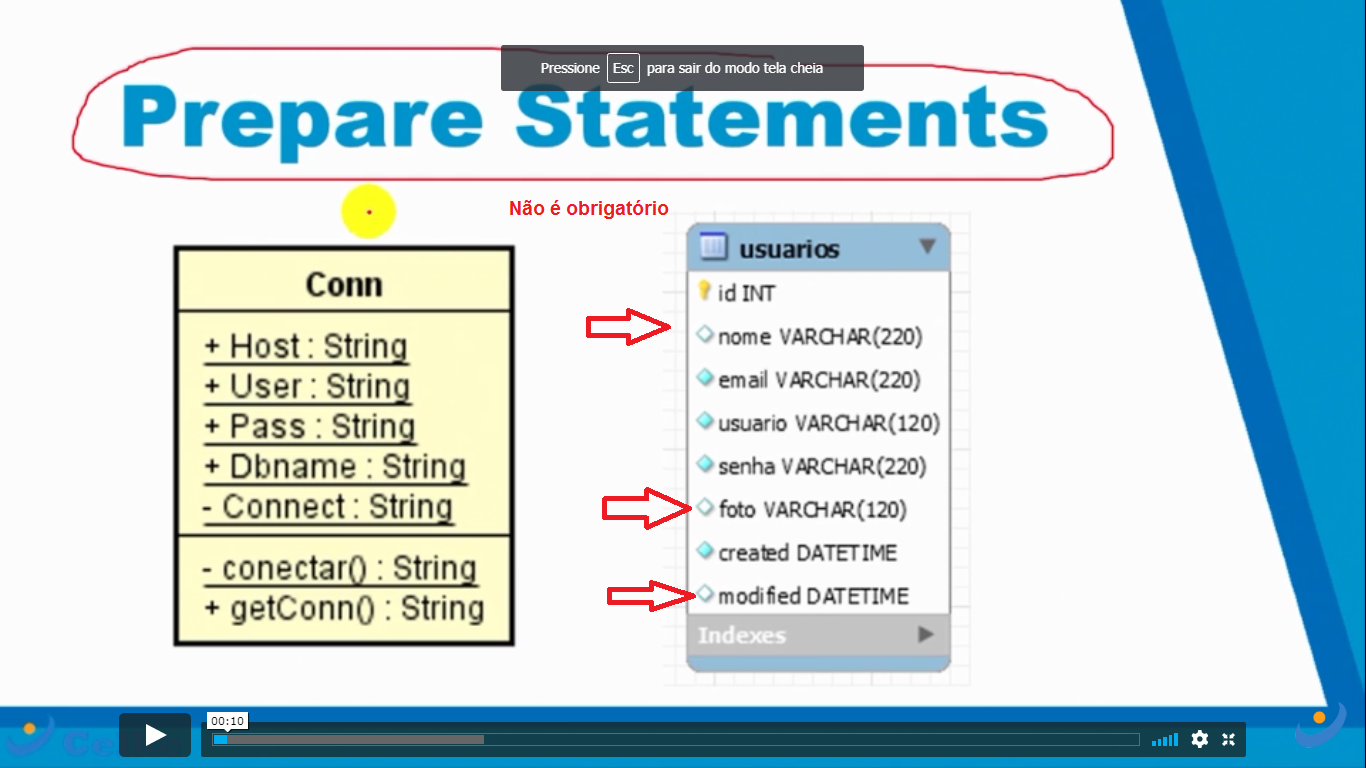 Pressione Esc para sair do modo tela cheia
Prepare Statements
Não é obrigatório
Conn
+ Host : String
+ User : String
+ Pass : String
+ Dbname : String
- Connect : String
- conectar() : String
+ getConn() : String
usuarios
id INT
nome VARCHAR(220)
email VARCHAR(220)
usuario VARCHAR(120)
senha VARCHAR(220)
foto VARCHAR(120)
created DATETIME
modified DATETIME
Indexes
00:10